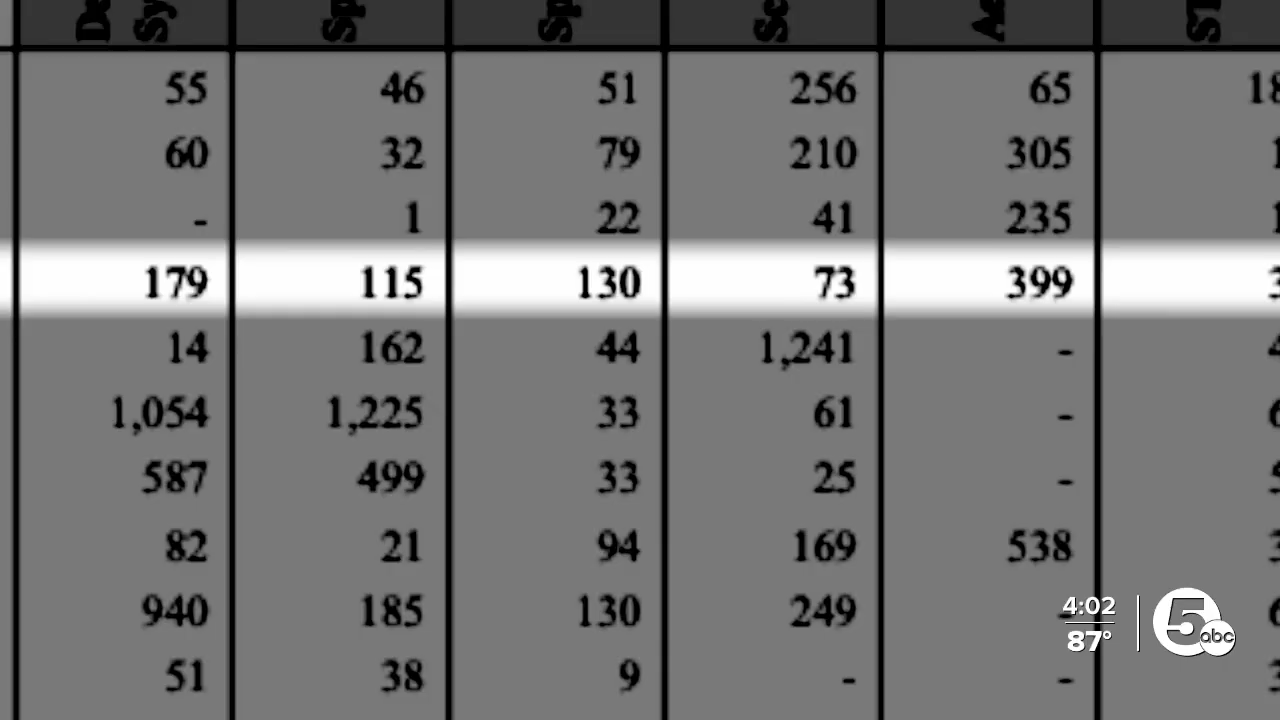 55 46 51 256 65
60 32 79 210 305
- 1 22 41 235
179 115 130 73 399
14 162 44 1,241 -
1,054 1,225 33 61 -
587 499 33 25 -
82 21 94 169 538
940 185 130 249 -
51 38 9 - -
4:02
87°
5
abc